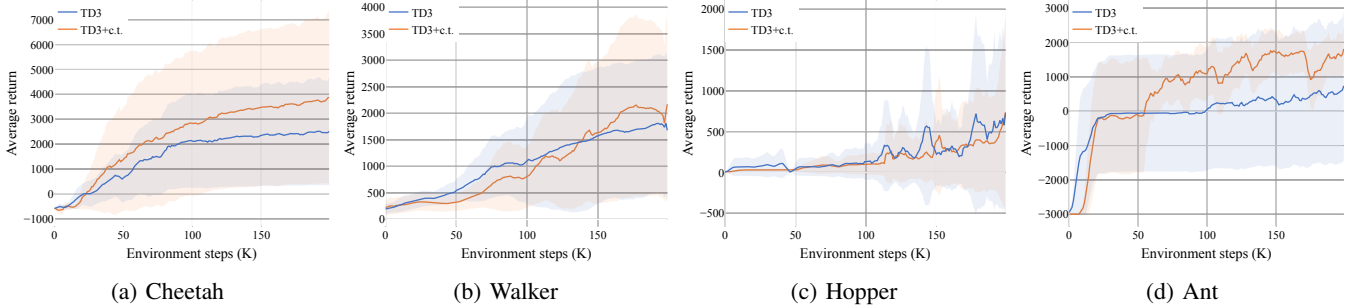 TD3
TD3+c.t.
7000
6000
5000
4000
3000
2000
1000
0
−1000
0
50
100
150
Average return
Environment steps (K)
(a) Cheetah
TD3
TD3+c.t.
4000
3500
3000
2500
2000
1500
1000
500
0
0
50
100
150
Average return
Environment steps (K)
(b) Walker
TD3
TD3+c.t.
2000
1500
1000
500
0
−500
0
50
100
150
Average return
Environment steps (K)
(c) Hopper
TD3
TD3+c.t.
3000
2000
1000
0
−1000
−2000
−3000
0
50
100
150
Average return
Environment steps (K)
(d) Ant